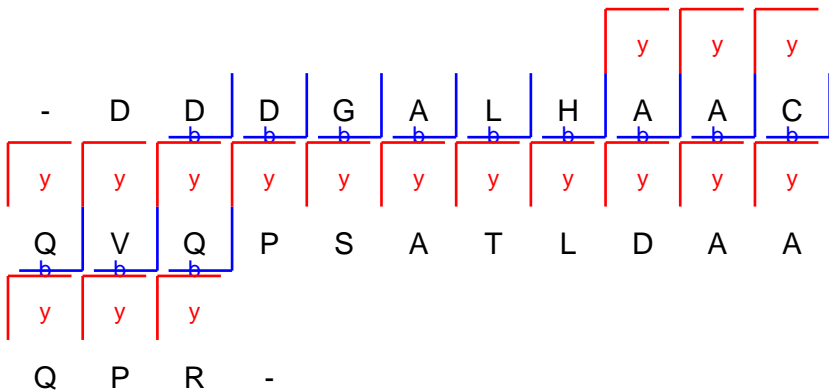 y y y
- D D D G A L H A A C
b b b b b b b b b
y y y y y y y y y y y
Q V Q P S A T L D A A
b b b
y y y
Q P R -